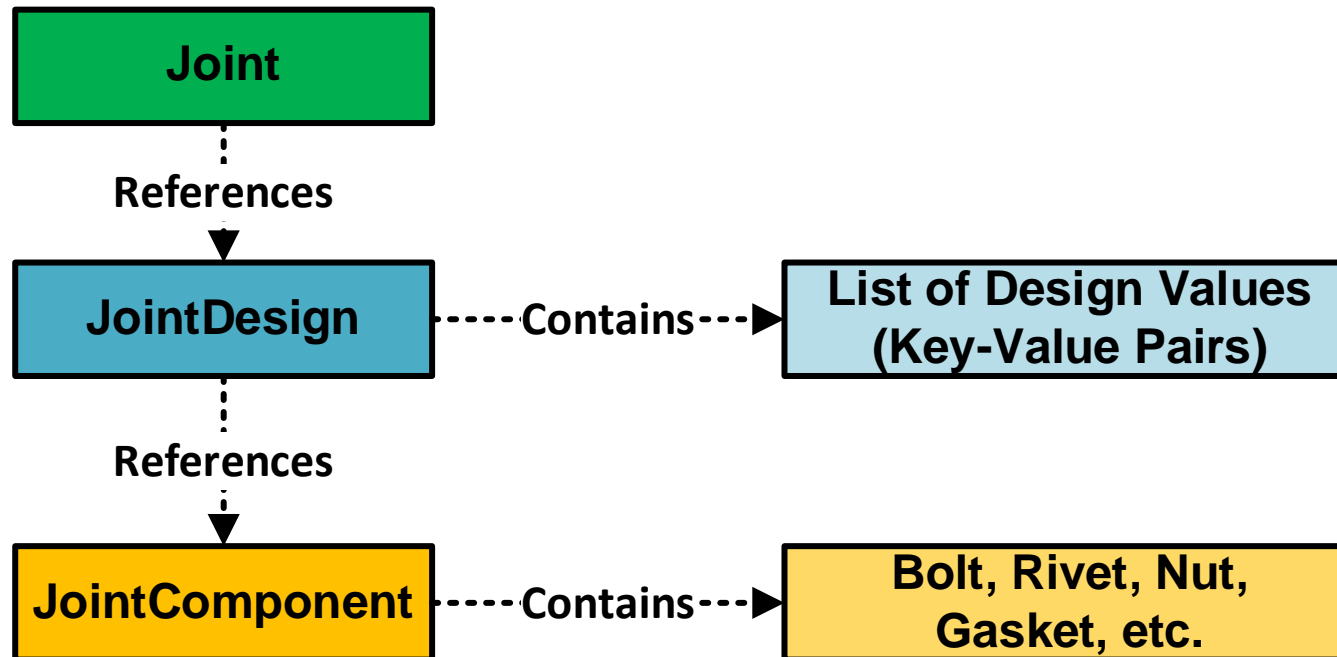 Joint
References
JointDesign
Contains
List of Design Values
(Key-Value Pairs)
References
JointComponent
Contains
Bolt, Rivet, Nut,
Gasket, etc.